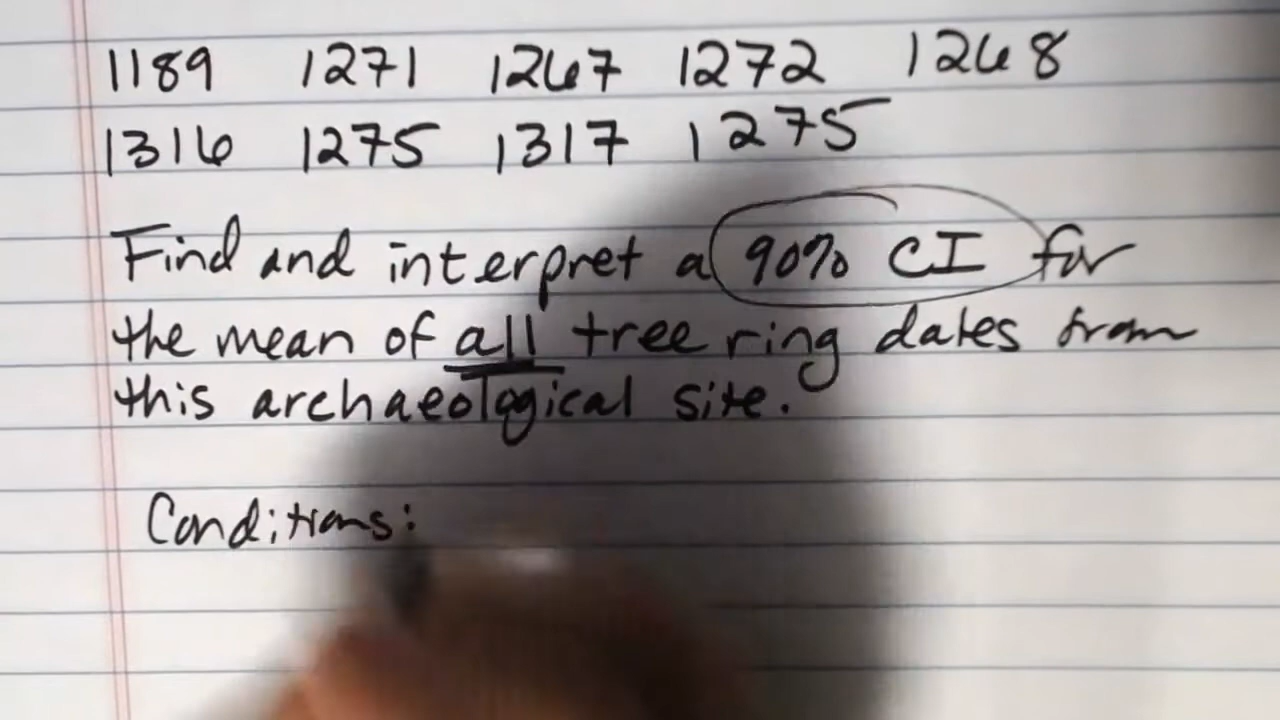 1189 1271 1267 1272 1268
1316 1275 1317 1275
Find and interpret a 90% CI for
the mean of all tree ring dates from
this archaeological site.
Conditions: